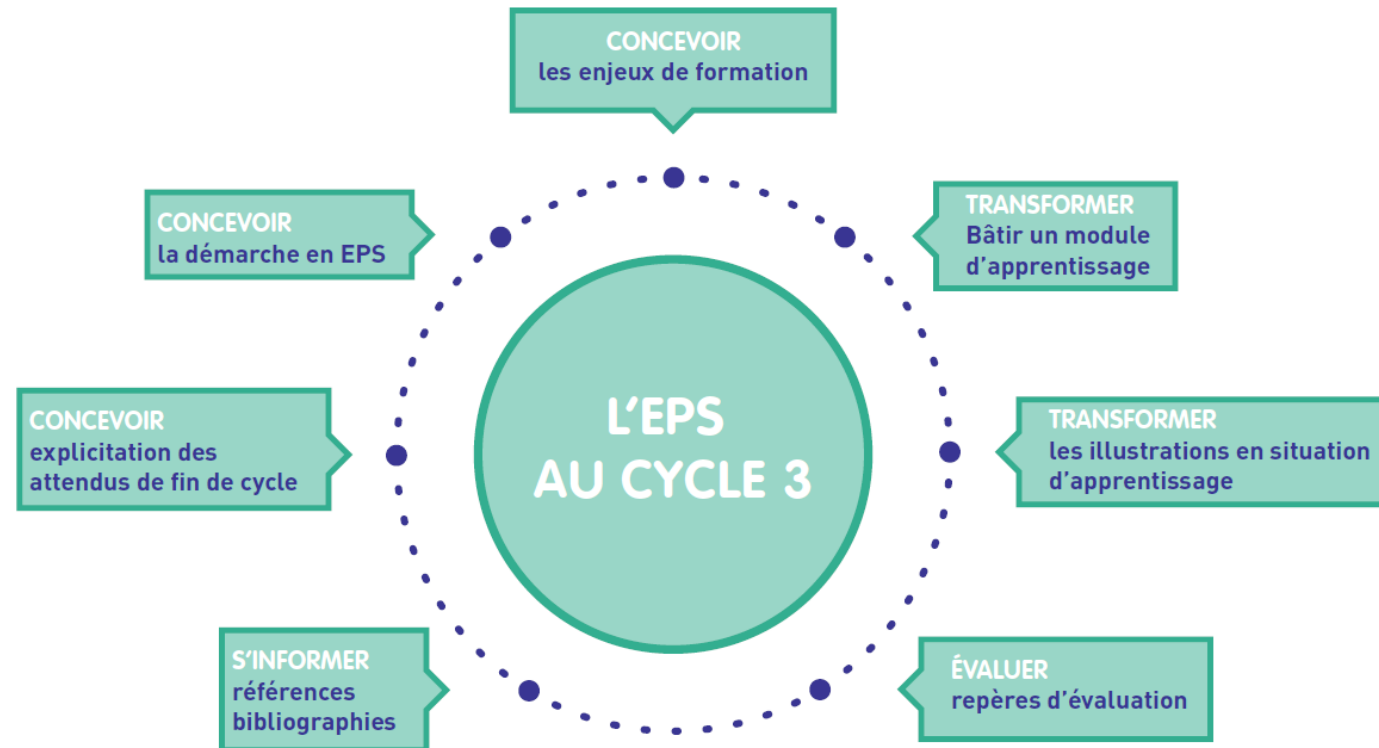 CONCEVOIR
les enjeux de formation
CONCEVOIR
la démarche en EPS
TRANSFORMER
Bâtir un module
d’apprentissage
L’EPS
AU CYCLE 3
CONCEVOIR
explicitation des
attendus de fin de cycle
TRANSFORMER
les illustrations en situation
d’apprentissage
S’INFORMER
références
bibliographies
ÉVALUER
repères d’évaluation